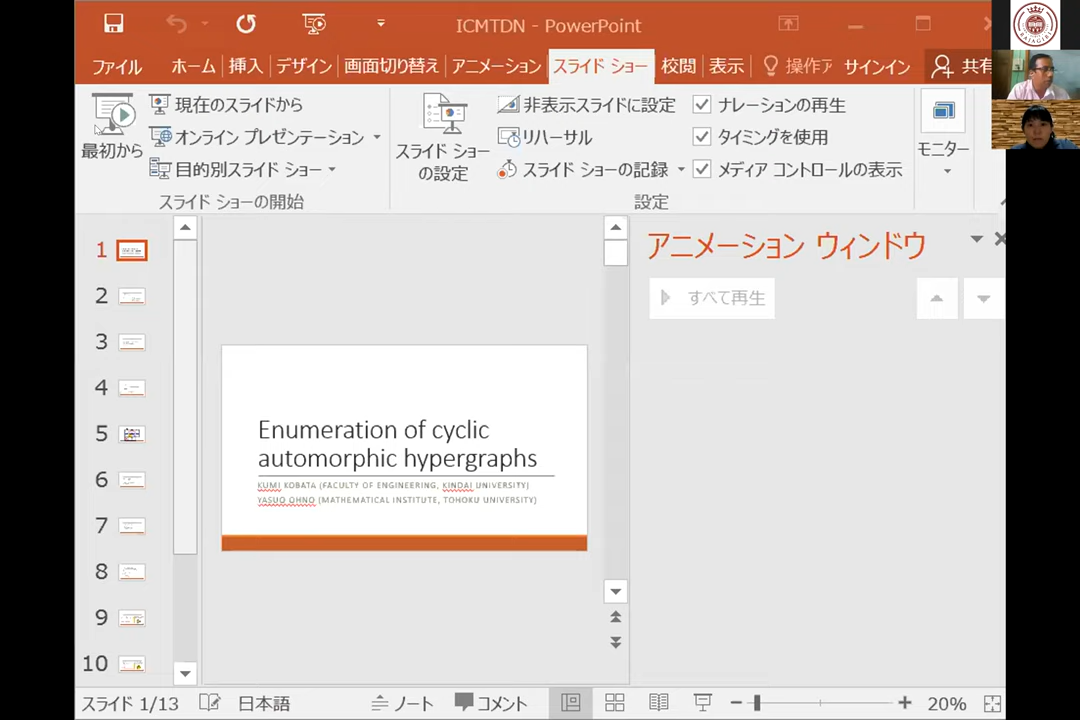 ICMTDN - PowerPoint
ファイル ホーム 挿入 デザイン 画面切り替え アニメーション スライド ショー 校閲 表示 操作ア サインイン 共有
最初から
現在のスライドから
オンライン プレゼンテーション
目的別スライド ショー
スライド ショーの開始
スライド ショー
の設定
非表示スライドに設定
リハーサル
スライド ショーの記録
ナレーションの再生
タイミングを使用
メディア コントロールの表示
設定
モニター
1
2
3
4
5
6
7
8
9
10
Enumeration of cyclic
automorphic hypergraphs
KUMI KOBATA (FACULTY OF ENGINEERING, KINDAI UNIVERSITY)
YASUO OHNO (MATHEMATICAL INSTITUTE, TOHOKU UNIVERSITY)
アニメーション ウィンドウ
すべて再生
スライド 1/13 日本語 ノート コメント 20%
RAJAGIRI